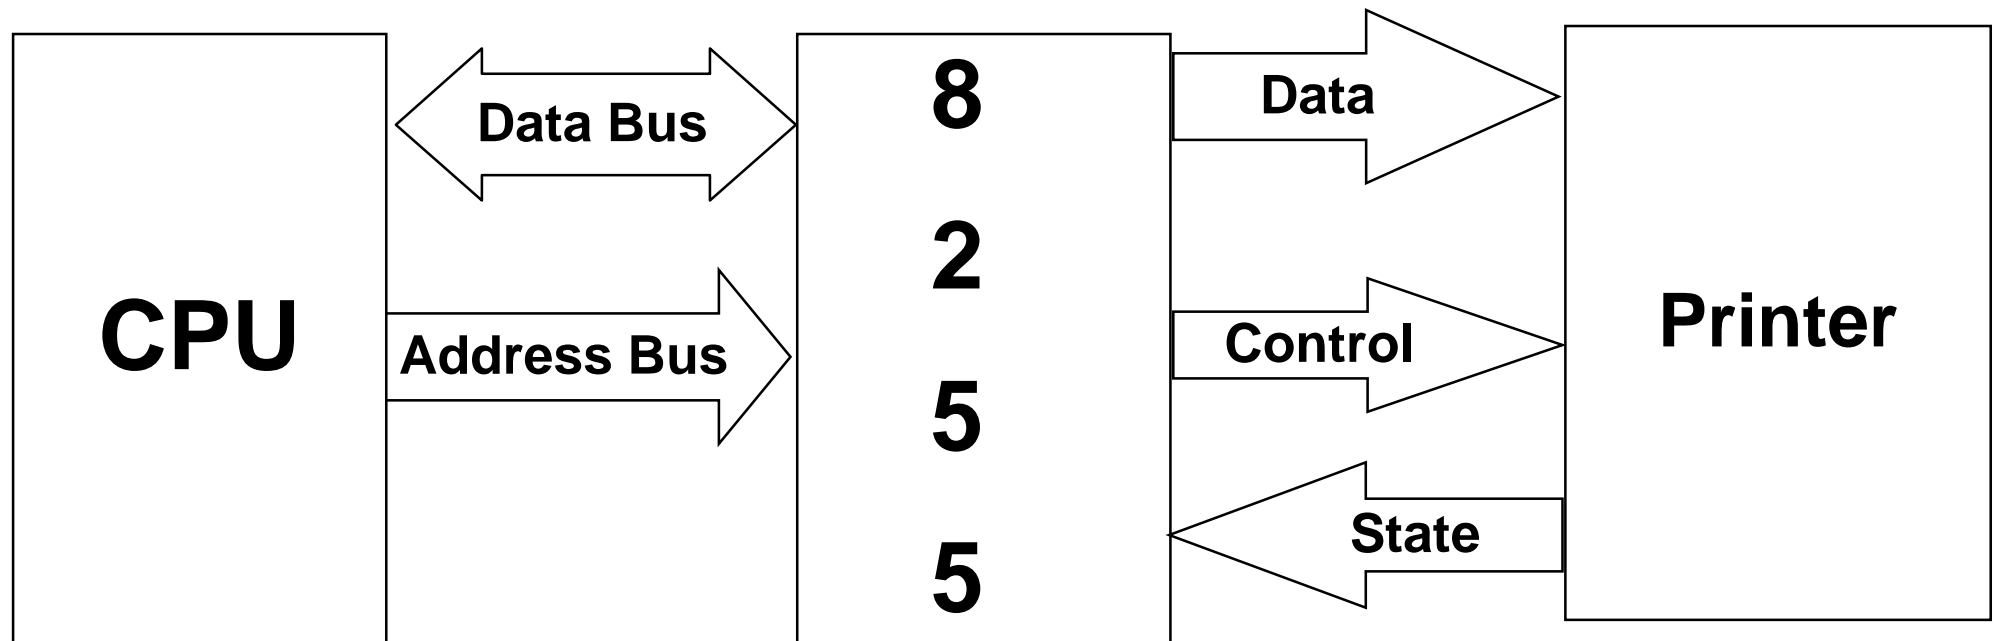 CPU
Data Bus
Address Bus
8
2
5
5
Data
Control
State
Printer